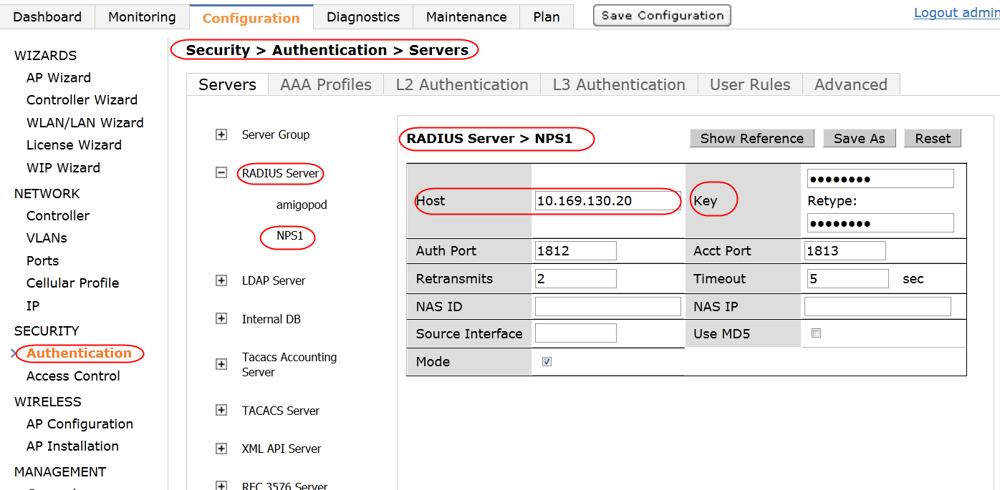 Dashboard Monitoring Configuration Diagnostics Maintenance Plan Save Configuration Logout admin
Security > Authentication > Servers
WIZARDS
AP Wizard
Controller Wizard
WLAN/LAN Wizard
License Wizard
WIP Wizard
NETWORK
Controller
VLANs
Ports
Cellular Profile
IP
SECURITY
Authentication
Access Control
WIRELESS
AP Configuration
AP Installation
MANAGEMENT
Servers AAA Profiles L2 Authentication L3 Authentication User Rules Advanced
Server Group
RADIUS Server
amigopod
NPS1
LDAP Server
Internal DB
Tacacs Accounting
Server
TACACS Server
XML API Server
RFC 3576 Server
RADIUS Server > NPS1 Show Reference Save As Reset
Host 10.169.130.20 Key ••••••••
Retype:
••••••••
Auth Port 1812 Acct Port 1813
Retransmits 2 Timeout 5 sec
NAS ID NAS IP
Source Interface Use MD5
Mode